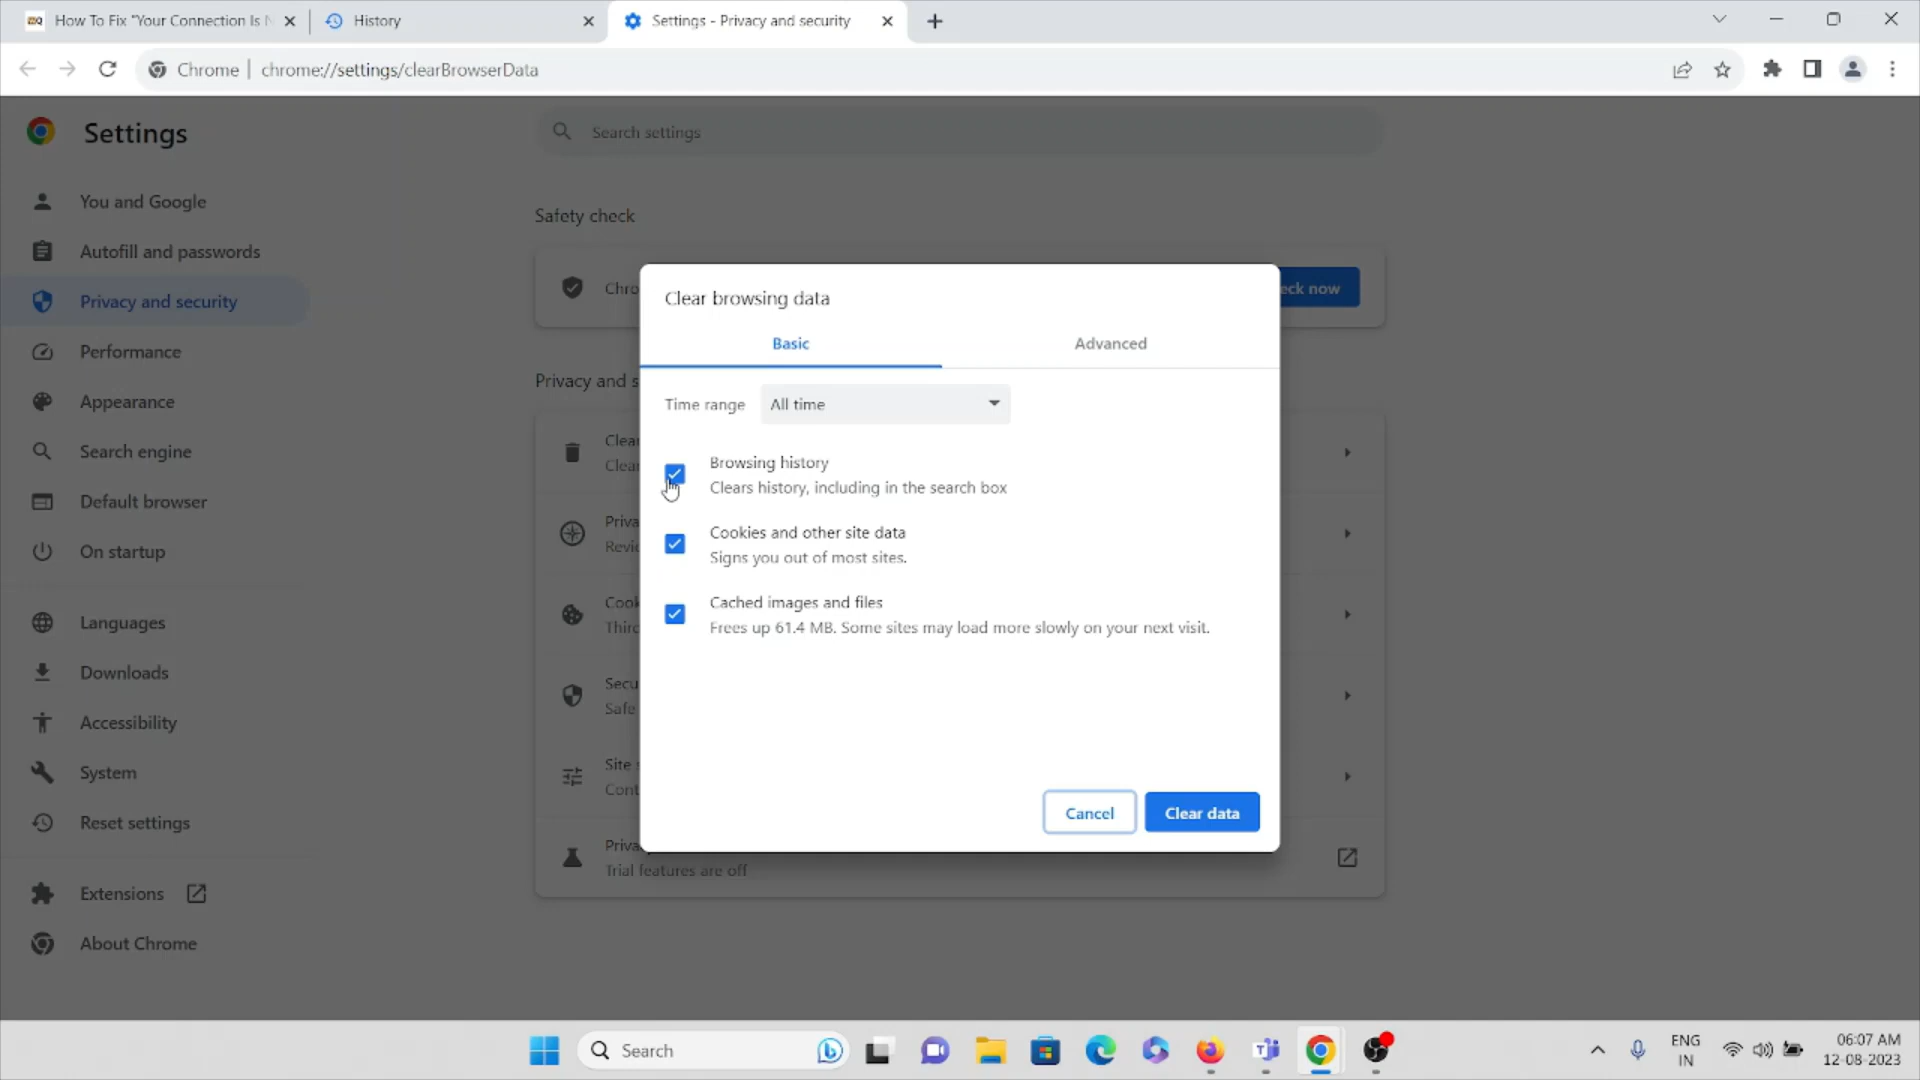 How To Fix "Your Connection Is N
History
Settings - Privacy and security
Chrome
chrome://settings/clearBrowserData
Settings
Search settings
You and Google
Autofill and passwords
Privacy and security
Performance
Appearance
Search engine
Default browser
On startup
Languages
Downloads
Accessibility
System
Reset settings
Extensions
About Chrome
Safety check
Chro
eck now
Privacy and s
Clear
Clear
Priva
Revie
Cook
Thirc
Secu
Safe
Site
Cont
Priva
Trial features are off
Clear browsing data
Basic
Advanced
Time range
All time
Browsing history
Clears history, including in the search box
Cookies and other site data
Signs you out of most sites.
Cached images and files
Frees up 61.4 MB. Some sites may load more slowly on your next visit.
Cancel
Clear data
Search
ENG
IN
06:07 AM
12-08-2023